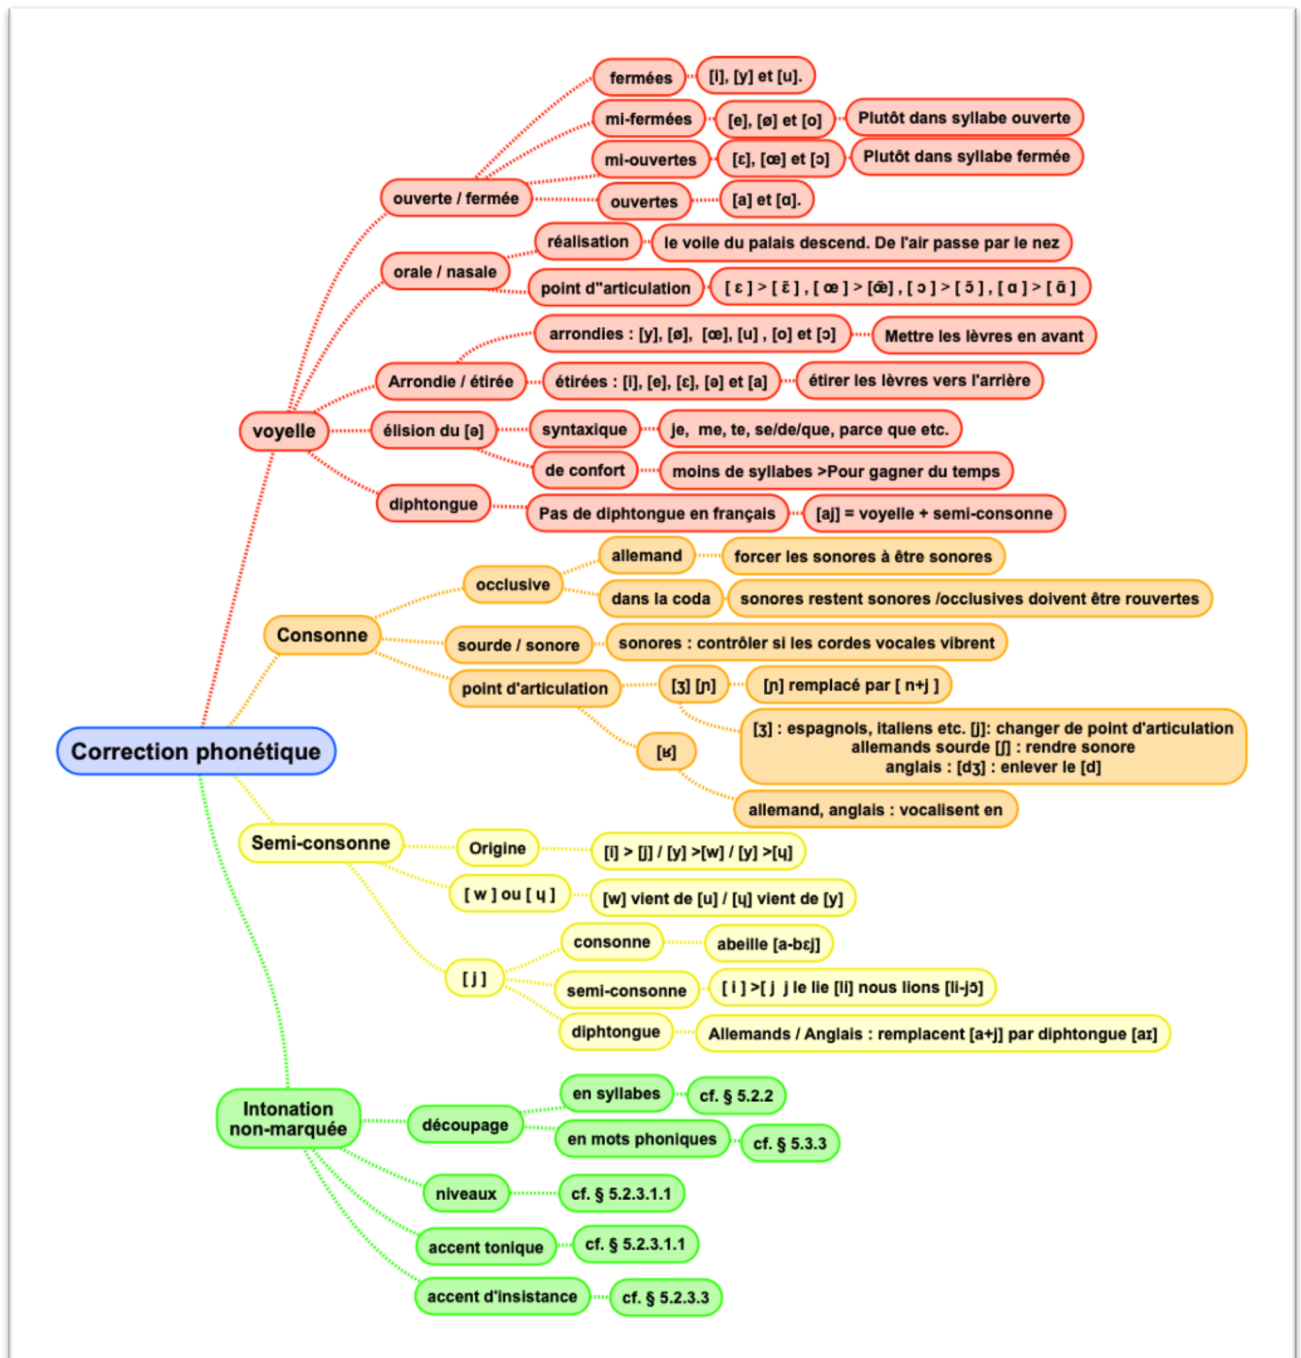 fermées
[i], [y] et [u].
mi-fermées
[e], [ø] et [o]
Plutôt dans syllabe ouverte
mi-ouvertes
[ɛ], [œ] et [ɔ]
Plutôt dans syllabe fermée
ouverte / fermée
ouvertes
[a] et [ɑ].
réalisation
le voile du palais descend. De l'air passe par le nez
orale / nasale
point d"articulation
[ ɛ ] > [ ɛ̃ ] , [ œ ] > [œ̃] , [ ɔ ] > [ ɔ̃ ] , [ ɑ ] > [ ɑ̃ ]
arrondies : [y], [ø], [œ], [u] , [o] et [ɔ]
Mettre les lèvres en avant
Arrondie / étirée
étirées : [i], [e], [ɛ], [ə] et [a]
étirer les lèvres vers l'arrière
voyelle
élision du [ə]
syntaxique
je, me, te, se/de/que, parce que etc.
de confort
moins de syllabes >Pour gagner du temps
diphtongue
Pas de diphtongue en français
[aj] = voyelle + semi-consonne
allemand
forcer les sonores à être sonores
occlusive
dans la coda
sonores restent sonores /occlusives doivent être rouvertes
Consonne
sourde / sonore
sonores : contrôler si les cordes vocales vibrent
point d'articulation
[ʒ] [ɲ]
[ɲ] remplacé par [ n+j ]
[ʒ] : espagnols, italiens etc. [j]: changer de point d'articulation
allemands sourde [ʃ] : rendre sonore
anglais : [dʒ] : enlever le [d]
[ʁ]
allemand, anglais : vocalisent en
Correction phonétique
Semi-consonne
Origine
[i] > [j] / [y] >[w] / [y] >[ɥ]
[ w ] ou [ ɥ ]
[w] vient de [u] / [ɥ] vient de [y]
consonne
abeille [a-bɛj]
[ j ]
semi-consonne
[ i ] >[ j j le lie [li] nous lions [li-jɔ̃]
diphtongue
Allemands / Anglais : remplacent [a+j] par diphtongue [aɪ]
Intonation
non-marquée
découpage
en syllabes
cf. § 5.2.2
en mots phoniques
cf. § 5.3.3
niveaux
cf. § 5.2.3.1.1
accent tonique
cf. § 5.2.3.1.1
accent d'insistance
cf. § 5.2.3.3